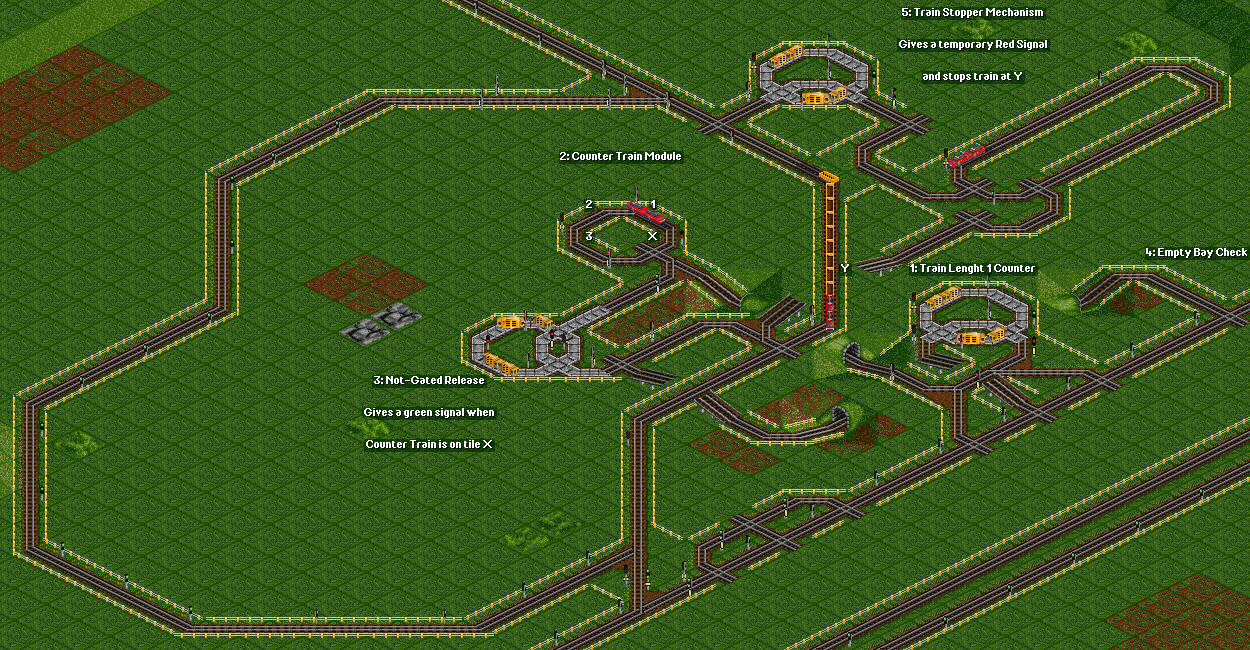 5: Train Stopper Mechanism
Gives a temporary Red Signal
and stops train at Y
2: Counter Train Module
2 1
3 X
Y
1: Train Lenght 1 Counter
4: Empty Bay Check
3: Not-Gated Release
Gives a green signal when
Counter Train is on tile X